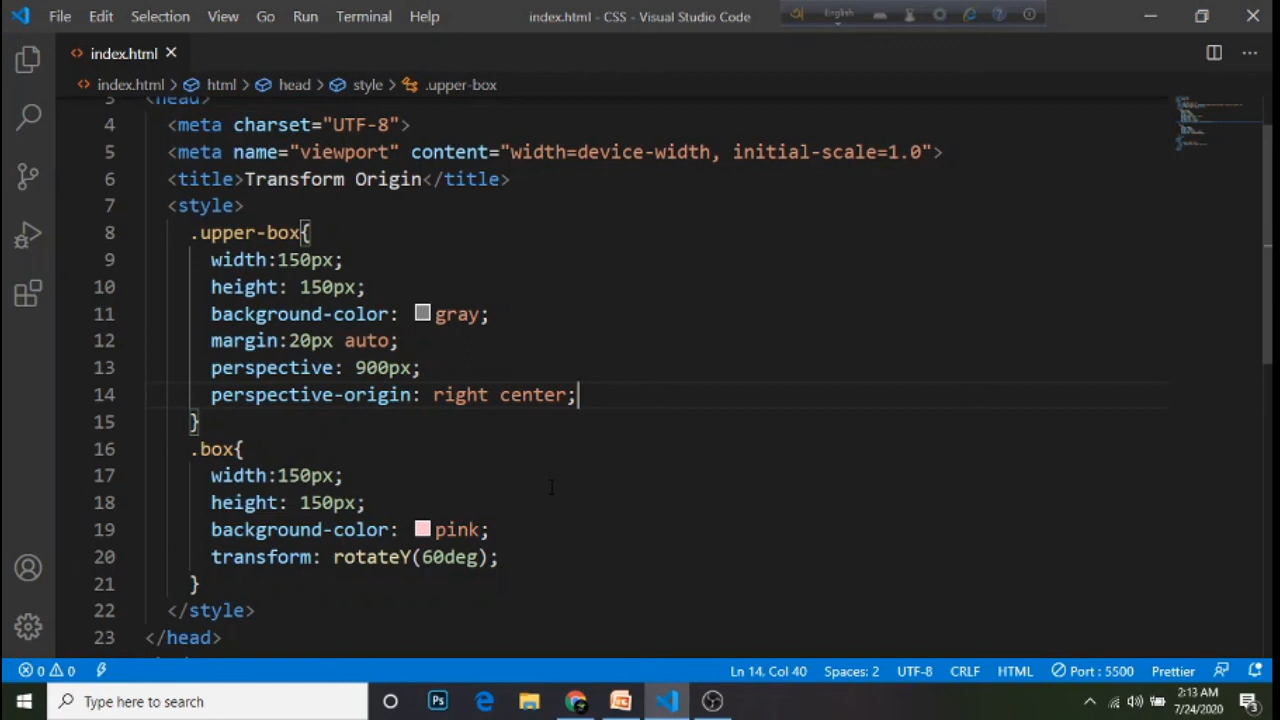 File Edit Selection View Go Run Terminal Help index.html - CSS - Visual Studio Code অ English
index.html
index.html > html > head > style > .upper-box
3 <head>
4 <meta charset="UTF-8">
5 <meta name="viewport" content="width=device-width, initial-scale=1.0">
6 <title>Transform Origin</title>
7 <style>
8 .upper-box{
9 width:150px;
10 height: 150px;
11 background-color: gray;
12 margin:20px auto;
13 perspective: 900px;
14 perspective-origin: right center;
15 }
16 .box{
17 width:150px;
18 height: 150px;
19 background-color: pink;
20 transform: rotateY(60deg);
21 }
22 </style>
23 </head>
0 0 Ln 14, Col 40 Spaces: 2 UTF-8 CRLF HTML Port : 5500 Prettier
Type here to search Ps 2:13 AM
7/24/2020 3